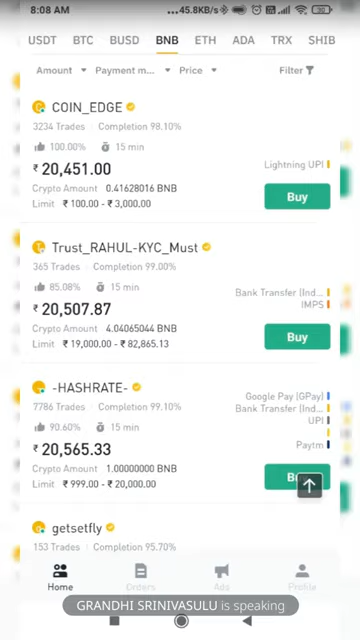 8:08 AM
...45.8KB/s
30
USDT BTC BUSD BNB ETH ADA TRX SHIB
Amount Payment m... Price Filter
COIN_EDGE
3234 Trades Completion 98.10%
100.00% 15 min
₹ 20,451.00 Lightning UPI
Crypto Amount 0.41628016 BNB
Limit ₹ 100.00 - ₹ 3,000.00
Buy
Trust_RAHUL-KYC_Must
365 Trades Completion 99.00%
85.08% 15 min
₹ 20,507.87 Bank Transfer (Ind...
IMPS
Crypto Amount 4.04065044 BNB
Limit ₹ 19,000.00 - ₹ 82,865.13
Buy
-HASHRATE-
7786 Trades Completion 99.10%
90.60% 15 min
Google Pay (GPay)
Bank Transfer (Ind...
UPI
₹ 20,565.33 Paytm
Crypto Amount 1.00000000 BNB
Limit ₹ 999.00 - ₹ 20,000.00
getsetfly
153 Trades Completion 95.70%
Home Orders Ads Profile
GRANDHI SRINIVASULU is speaking